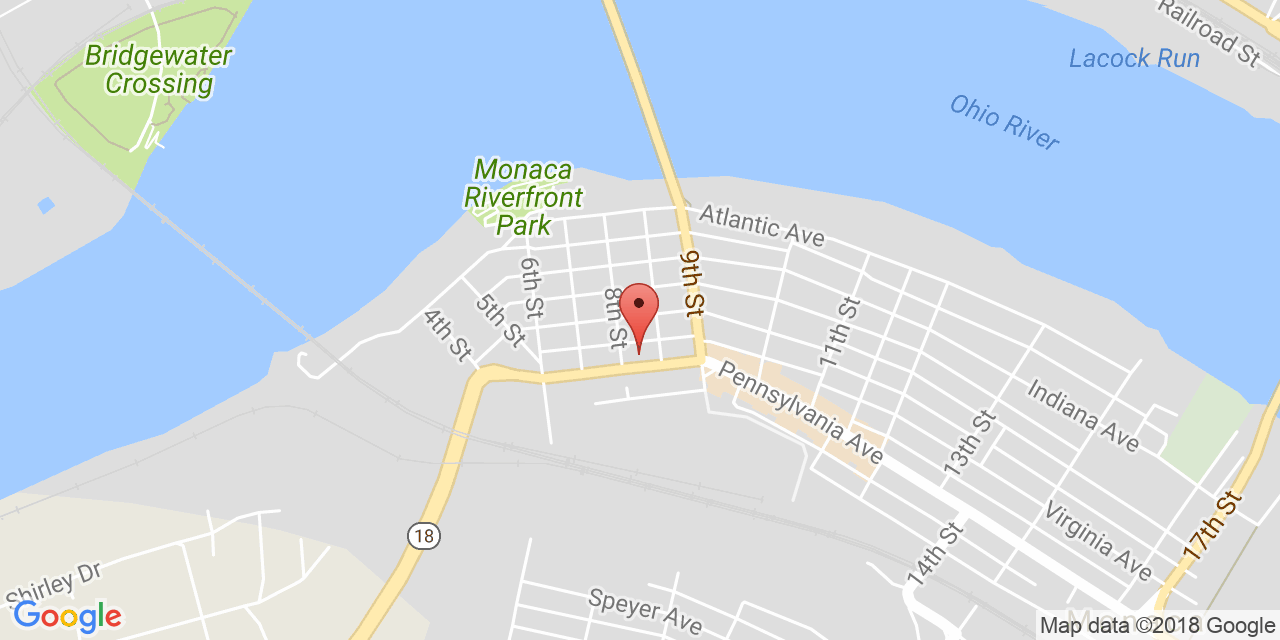 Railroad St
Bridgewater
Crossing
Lacock Run
Ohio River
Monaca
Riverfront
Park
Atlantic Ave
9th St
6th St
5th St
4th St
8th St
11th St
Pennsylvania Ave
Indiana Ave
13th St
17th St
Virginia Ave
14th St
18
Shirley Dr
Speyer Ave
Google
Map data ©2018 Google